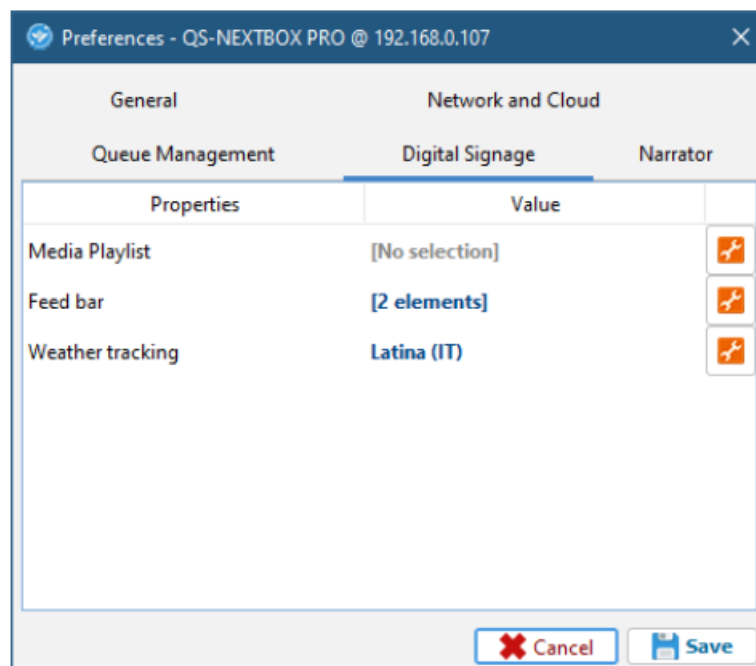 Preferences - QS-NEXTBOX PRO @ 192.168.0.107
General Network and Cloud
Queue Management Digital Signage Narrator
Properties Value
Media Playlist [No selection]
Feed bar [2 elements]
Weather tracking Latina (IT)
Cancel Save